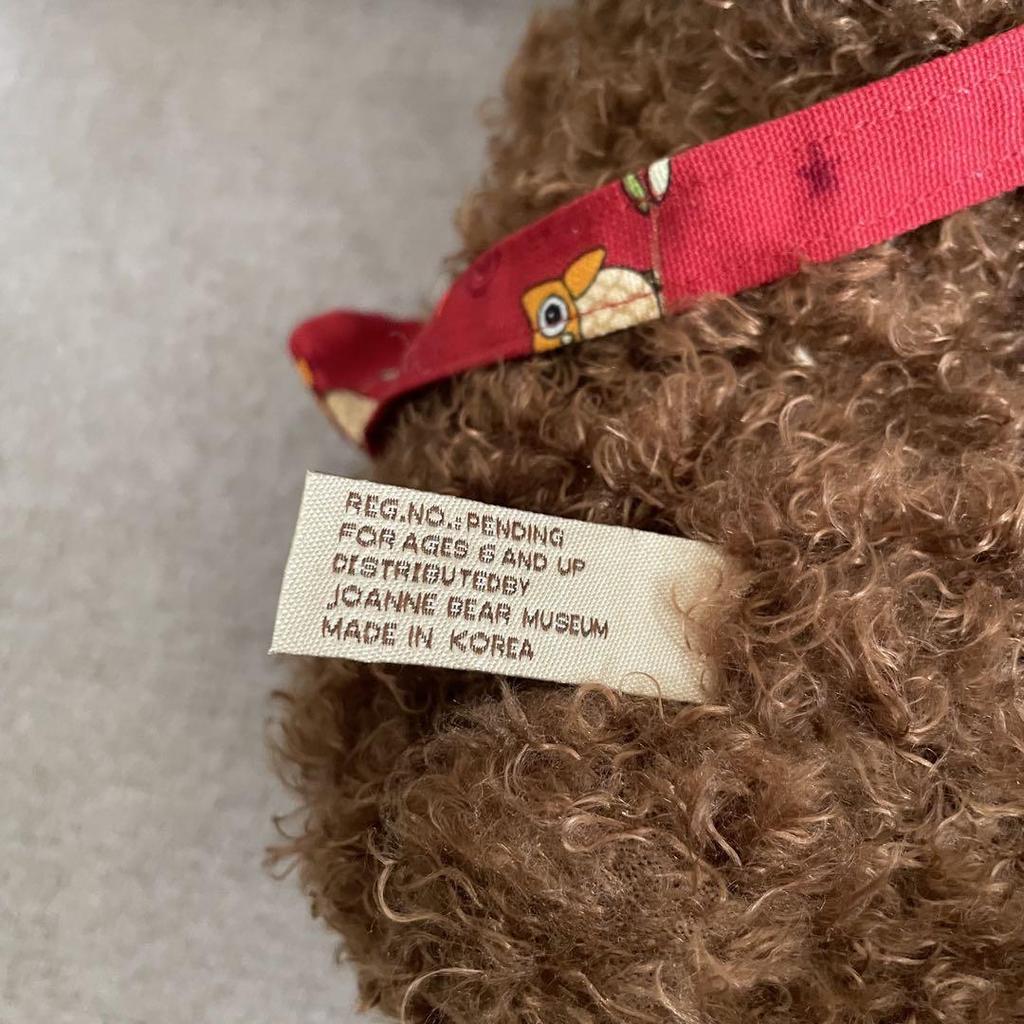 REG.NO.:PENDING
FOR AGES 6 AND UP
DISTRIBUTEDBY
JOANNE BEAR MUSEUM
MADE IN KOREA